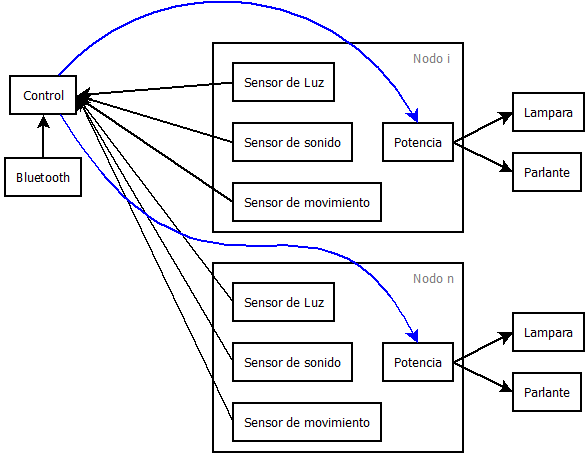 Nodo i
Control
Sensor de Luz
Lampara
Sensor de sonido
Potencia
Bluetooth
Parlante
Sensor de movimiento
Nodo n
Sensor de Luz
Lampara
Sensor de sonido
Potencia
Parlante
Sensor de movimiento